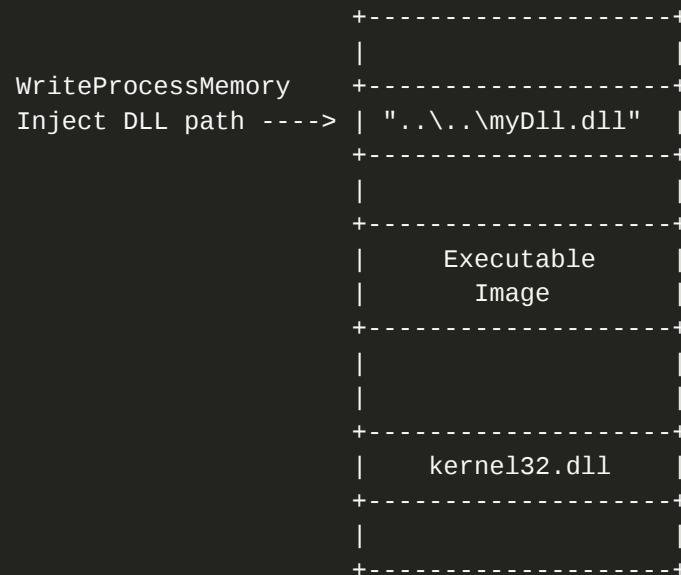 +--------------------+
|                    |
WriteProcessMemory    +--------------------+
Inject DLL path ----> | "..\..\myDll.dll"  |
+--------------------+
|                    |
+--------------------+
|     Executable     |
|       Image        |
+--------------------+
|                    |
|                    |
+--------------------+
|    kernel32.dll    |
+--------------------+
|                    |
+--------------------+